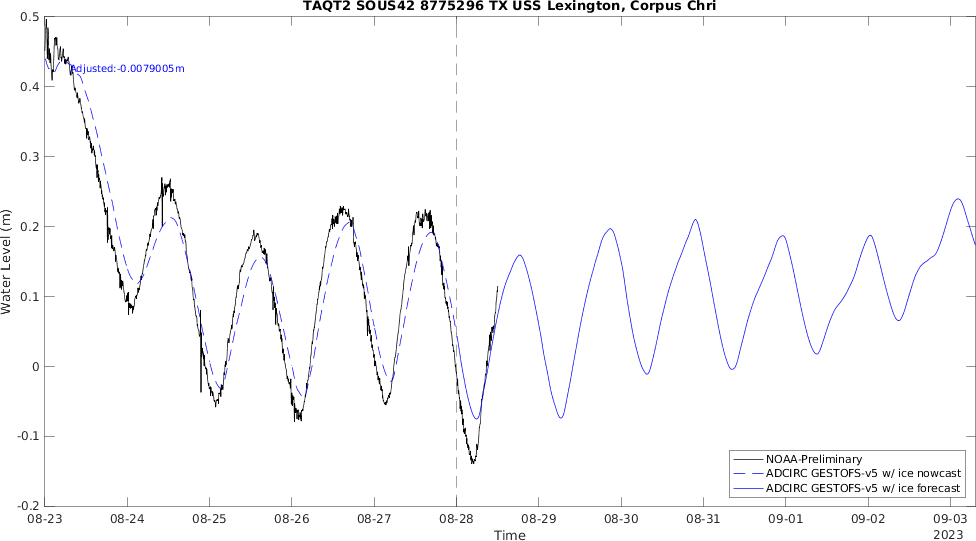 TAQT2 SOUS42 8775296 TX USS Lexington, Corpus Chri
0.5
0.4
0.3
0.2
0.1
0
-0.1
-0.2
Water Level (m)
Adjusted:-0.0079005m
NOAA-Preliminary
ADCIRC GESTOFS-v5 w/ ice nowcast
ADCIRC GESTOFS-v5 w/ ice forecast
08-23 08-24 08-25 08-26 08-27 08-28 08-29 08-30 08-31 09-01 09-02 09-03
Time
2023